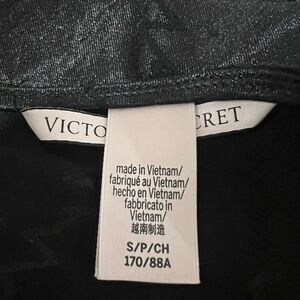 VICTO CRET
made in Vietnam/
fabriqué au Vietnam/
hecho en Vietnam/
fabbricato in
Vietnam/
越南制造
S/P/CH
170/88A